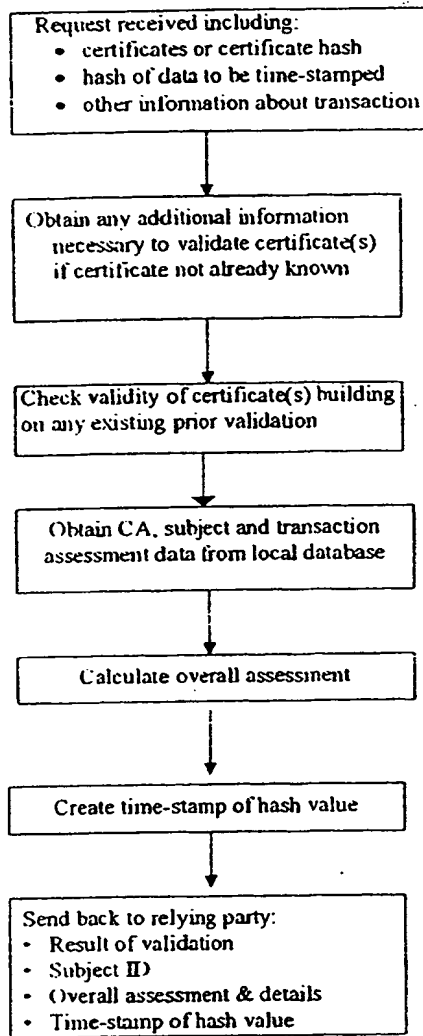 Request received including:
• certificates or certificate hash
• hash of data to be time-stamped
• other information about transaction
Obtain any additional information
necessary to validate certificate(s)
if certificate not already known
Check validity of certificate(s) building
on any existing prior validation
Obtain CA, subject and transaction
assessment data from local database
Calculate overall assessment
Create time-stamp of hash value
Send back to relying party:
• Result of validation
• Subject ID
• Overall assessment & details
• Time-stamp of hash value